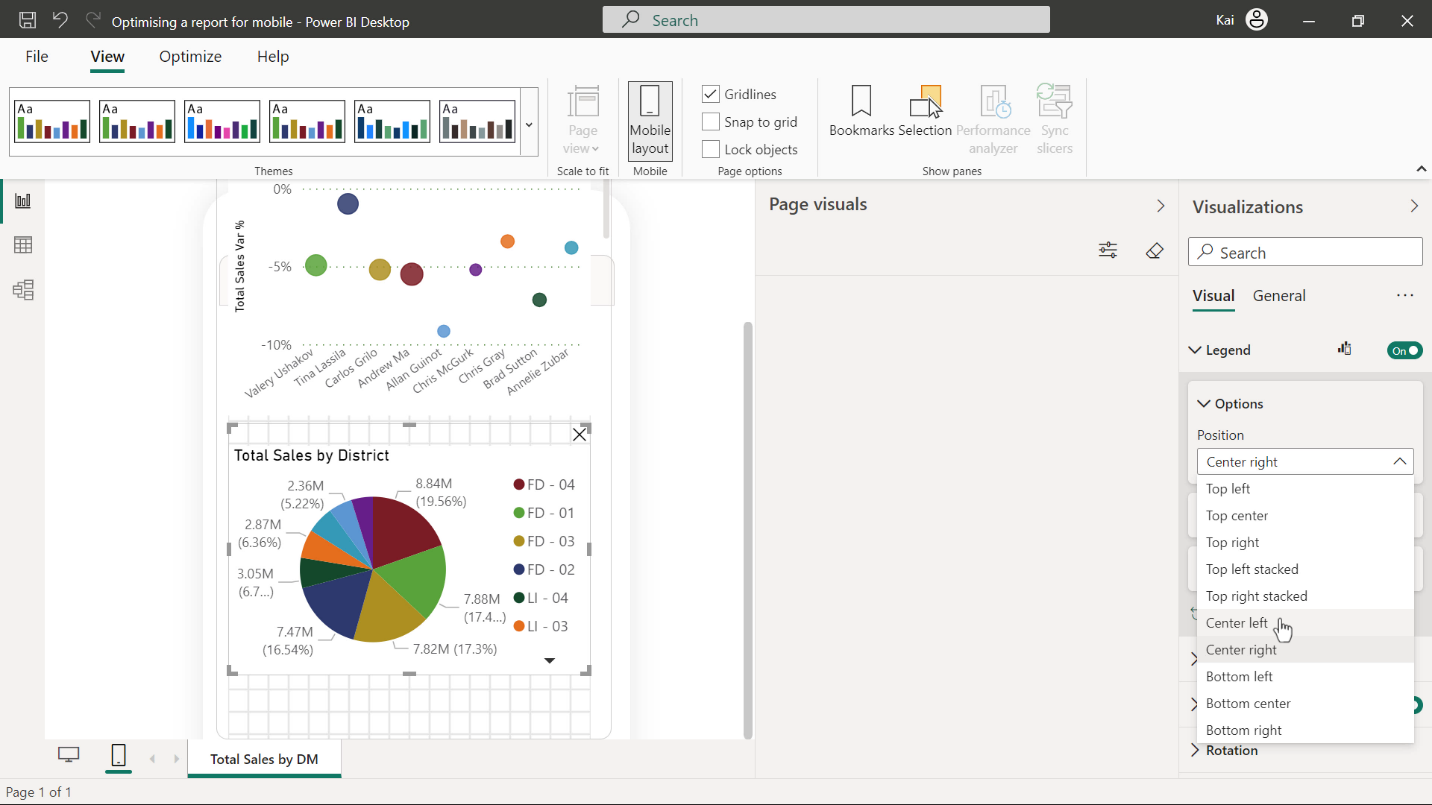 Optimising a report for mobile - Power BI Desktop
Search
Kai
File
View
Optimize
Help
Aa
Aa
Aa
Aa
Aa
Aa
Themes
Page
view
Scale to fit
Mobile
layout
Mobile
Gridlines
Snap to grid
Lock objects
Page options
Bookmarks
Selection
Performance
analyzer
Sync
slicers
Show panes
Total Sales Var %
0%
-5%
-10%
Valery Ushakov
Tina Lassila
Carlos Grilo
Andrew Ma
Allan Guinot
Chris McGurk
Chris Gray
Brad Sutton
Annelie Zubar
Total Sales by District
8.84M
(19.56%)
7.88M
(17.4...)
7.82M (17.3%)
7.47M
(16.54%)
3.05M
(6.7...)
2.87M
(6.36%)
2.36M
(5.22%)
FD - 04
FD - 01
FD - 03
FD - 02
LI - 04
LI - 03
Page visuals
Visualizations
Search
Visual
General
Legend
On
Options
Position
Center right
Top left
Top center
Top right
Top left stacked
Top right stacked
Center left
Center right
Bottom left
Bottom center
Bottom right
Rotation
Total Sales by DM
Page 1 of 1